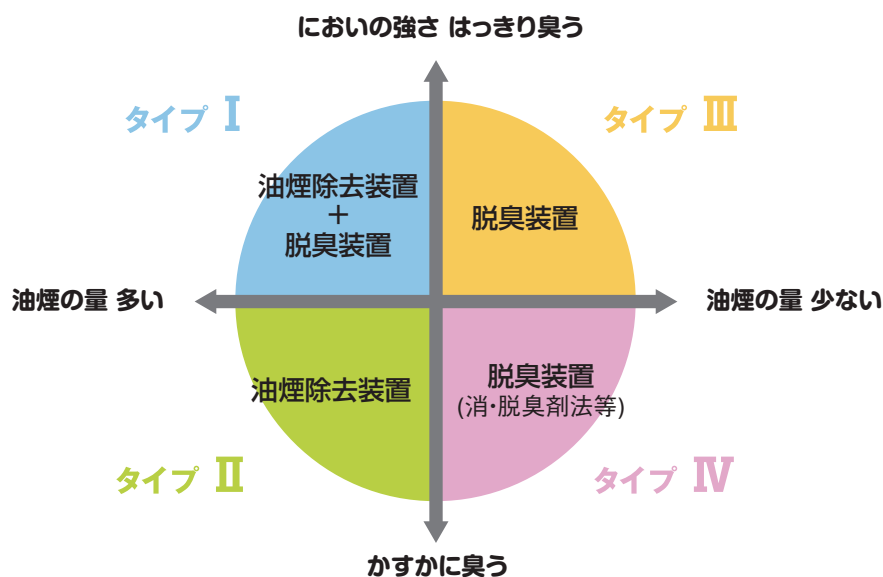 においの強さ はっきり臭う
タイプ Ⅰ
タイプ Ⅲ
油煙除去装置
＋
脱臭装置
脱臭装置
油煙の量 多い
油煙の量 少ない
油煙除去装置
脱臭装置
(消・脱臭剤法等)
タイプ Ⅱ
タイプ Ⅳ
かすかに臭う